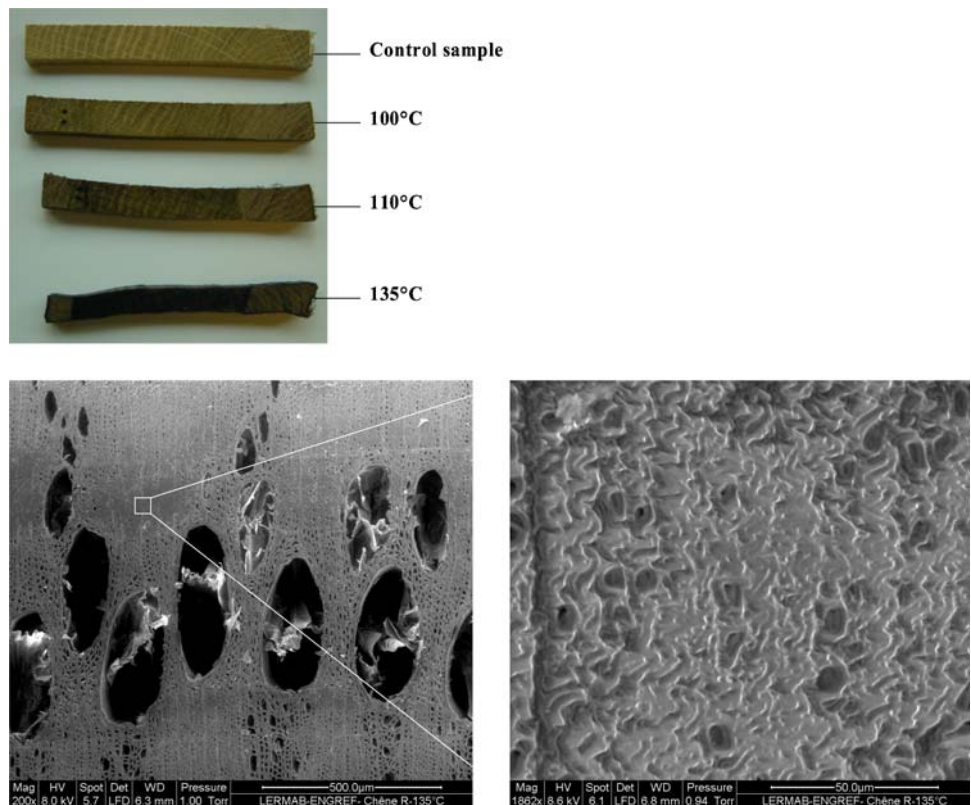 Control sample
100°C
110°C
135°C
Mag HV Spot Det WD Pressure 500.0µm
200x 8.0 kV 5.7 LFD 6.3 mm 1.00 Torr LERMAB-ENGREF- Chêne R-135°C
Mag HV Spot Det WD Pressure 50.0µm
1862x 8.6 kV 6.1 LFD 6.8 mm 0.94 Torr LERMAB-ENGREF- Chêne R-135°C